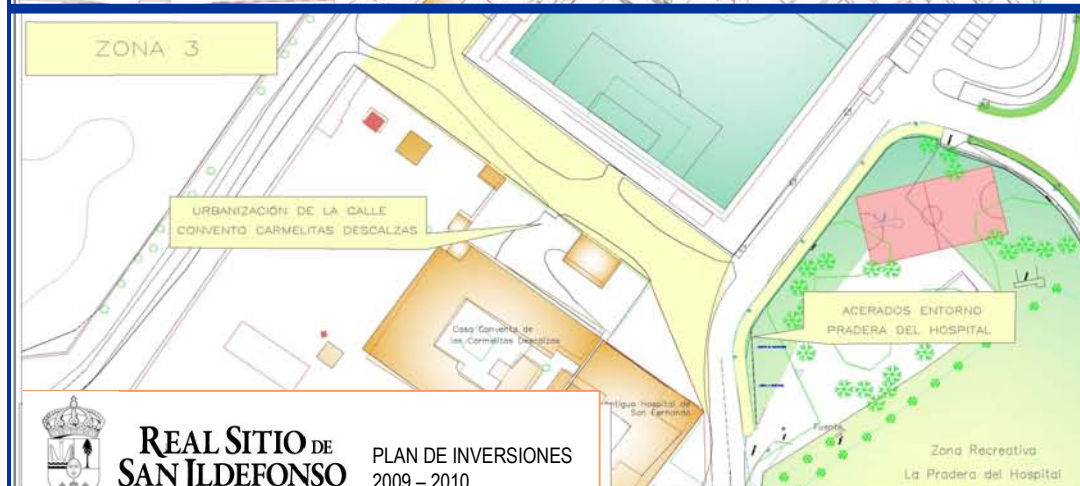 ZONA 3
URBANIZACIÓN DE LA CALLE
CONVENTO CARMELITAS DESCALZAS
ACERADOS ENTORNO
PRADERA DEL HOSPITAL
Casa Convento de
las Carmelitas Descalzas
Antiguo Hospital de
San Fernando
Fuente
Zona Recreativa
La Pradera del Hospital
REAL SITIO DE
SAN ILDEFONSO
PLAN DE INVERSIONES
2009 – 2010